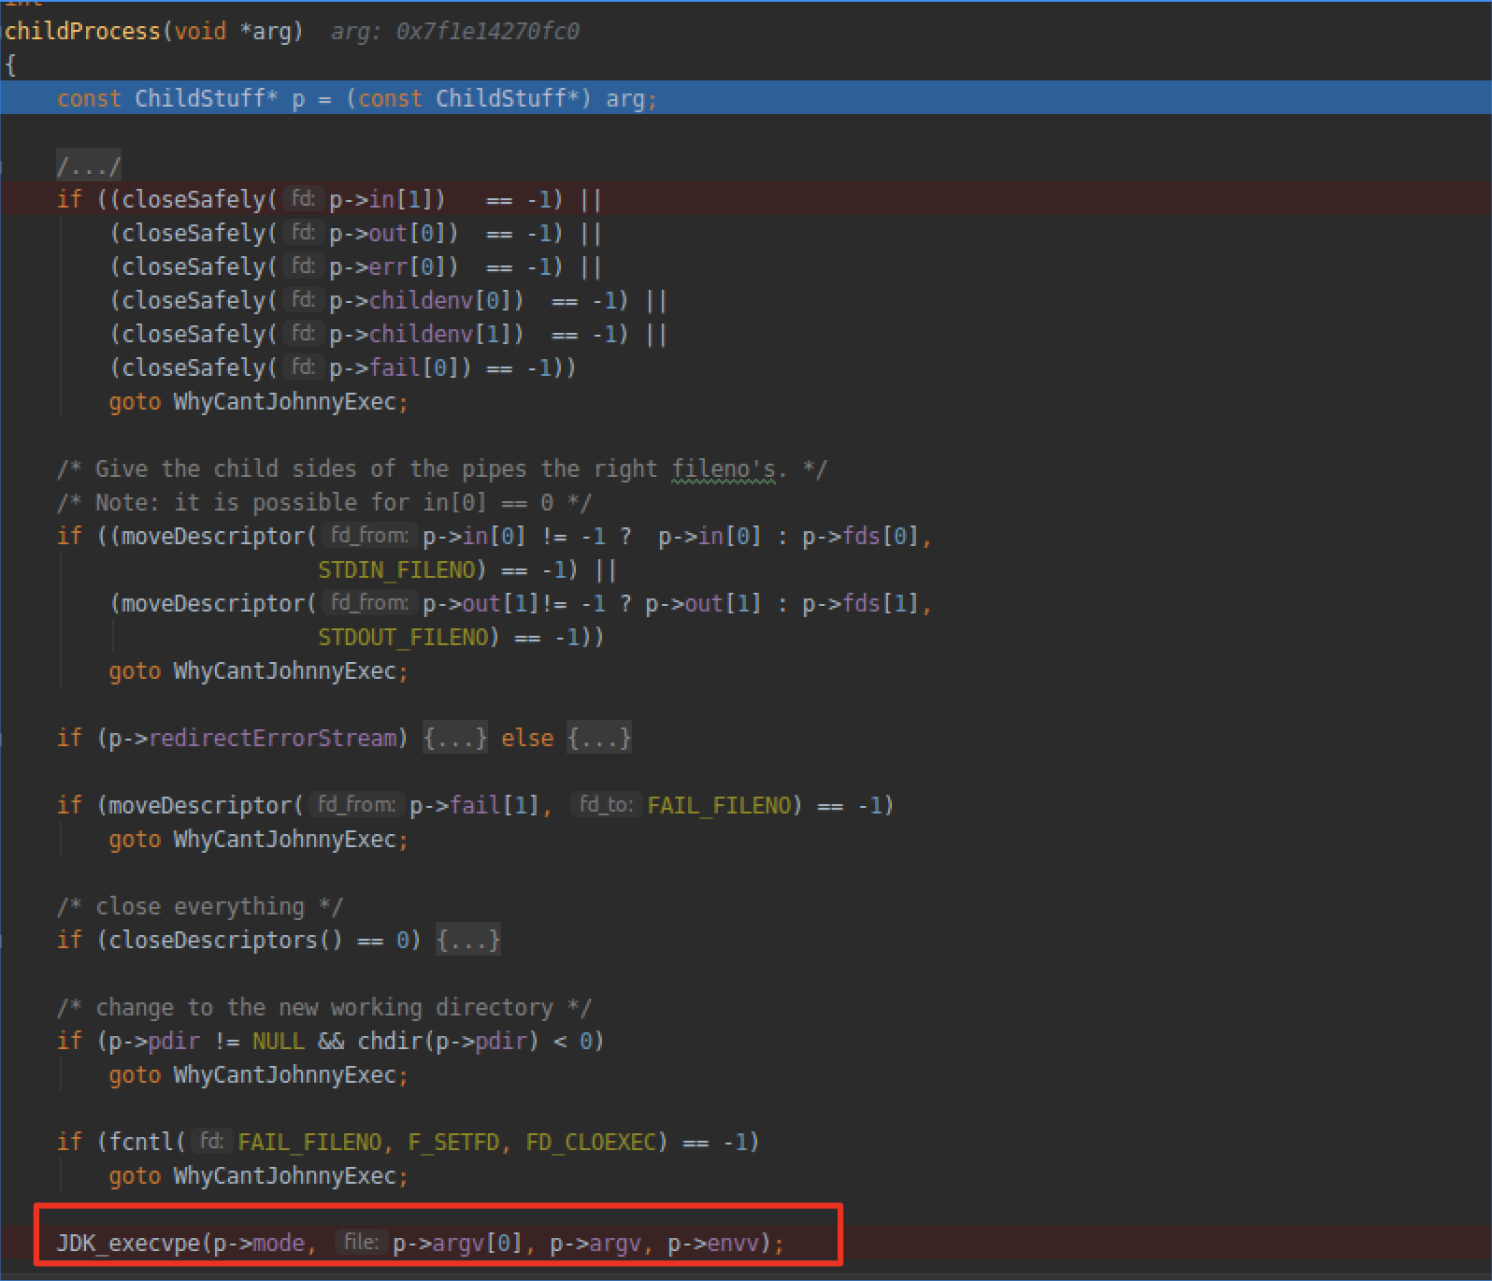 childProcess(void *arg)  arg: 0x7f1e14270fc0
{
    const ChildStuff* p = (const ChildStuff*) arg;

    /.../
    if ((closeSafely( fd: p->in[1])   == -1) ||
        (closeSafely( fd: p->out[0])  == -1) ||
        (closeSafely( fd: p->err[0])  == -1) ||
        (closeSafely( fd: p->childenv[0])  == -1) ||
        (closeSafely( fd: p->childenv[1])  == -1) ||
        (closeSafely( fd: p->fail[0]) == -1))
        goto WhyCantJohnnyExec;

    /* Give the child sides of the pipes the right fileno's. */
    /* Note: it is possible for in[0] == 0 */
    if ((moveDescriptor( fd_from: p->in[0] != -1 ?  p->in[0] : p->fds[0],
                        STDIN_FILENO) == -1) ||
        (moveDescriptor( fd_from: p->out[1]!= -1 ? p->out[1] : p->fds[1],
                        STDOUT_FILENO) == -1))
        goto WhyCantJohnnyExec;

    if (p->redirectErrorStream) {...} else {...}

    if (moveDescriptor( fd_from: p->fail[1],  fd_to: FAIL_FILENO) == -1)
        goto WhyCantJohnnyExec;

    /* close everything */
    if (closeDescriptors() == 0) {...}

    /* change to the new working directory */
    if (p->pdir != NULL && chdir(p->pdir) < 0)
        goto WhyCantJohnnyExec;

    if (fcntl( fd: FAIL_FILENO, F_SETFD, FD_CLOEXEC) == -1)
        goto WhyCantJohnnyExec;

    JDK_execvpe(p->mode,  file: p->argv[0], p->argv, p->envv);